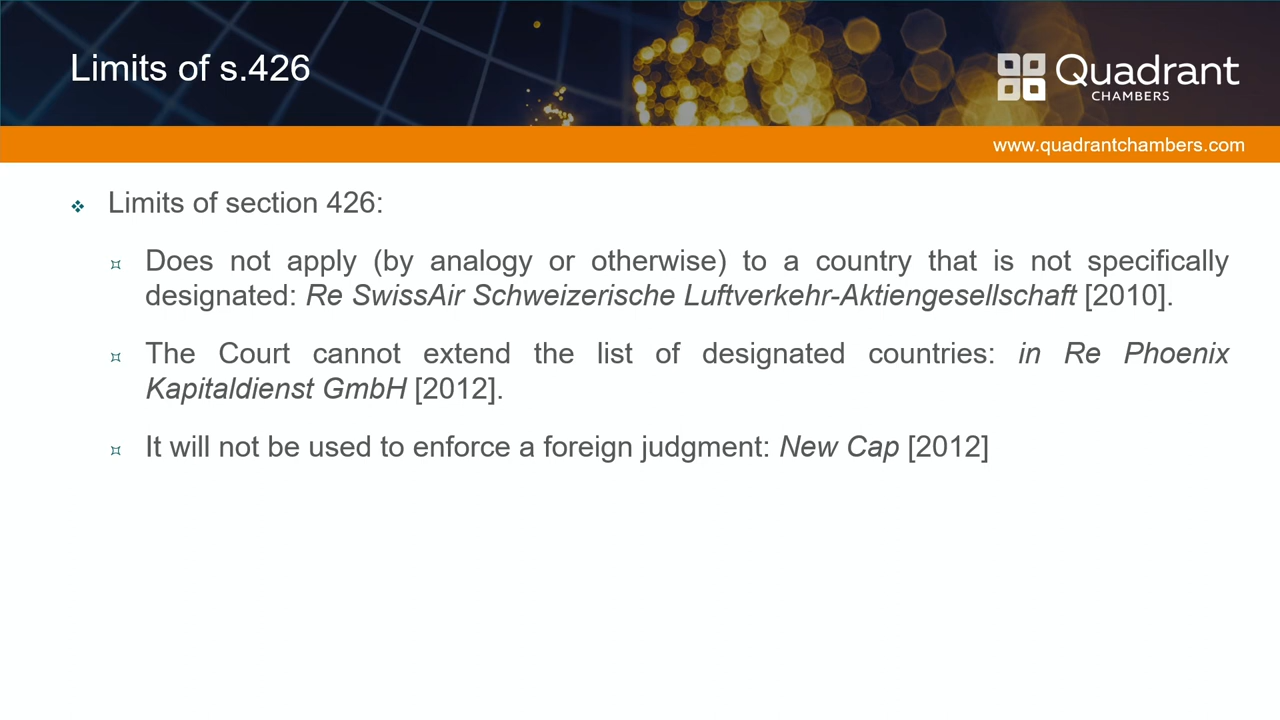 Limits of s.426
Quadrant
CHAMBERS
www.quadrantchambers.com
Limits of section 426:
Does not apply (by analogy or otherwise) to a country that is not specifically
designated: Re SwissAir Schweizerische Luftverkehr-Aktiengesellschaft [2010].
The Court cannot extend the list of designated countries: in Re Phoenix
Kapitaldienst GmbH [2012].
It will not be used to enforce a foreign judgment: New Cap [2012]